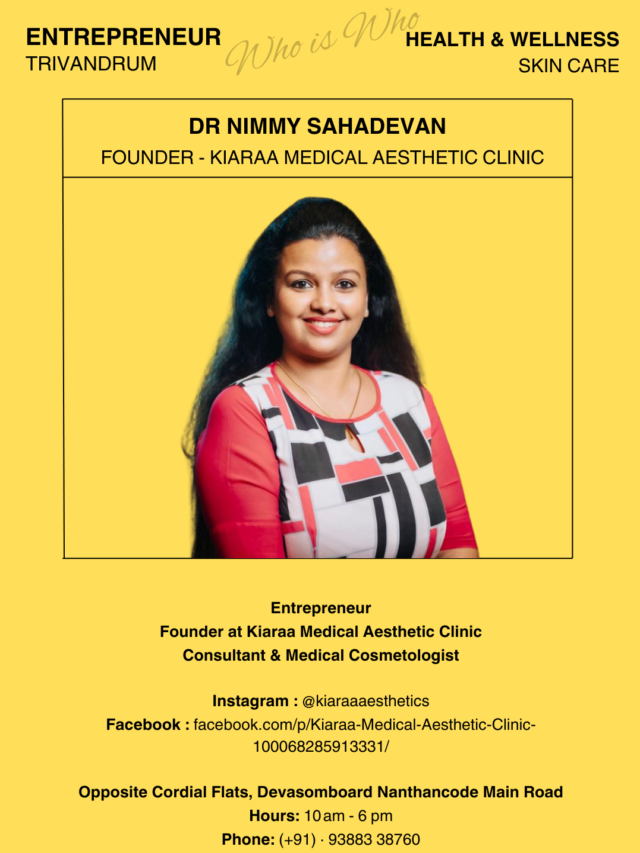 ENTREPRENEUR
TRIVANDRUM
Who is Who
HEALTH & WELLNESS
SKIN CARE
DR NIMMY SAHADEVAN
FOUNDER - KIARAA MEDICAL AESTHETIC CLINIC
Entrepreneur
Founder at Kiaraa Medical Aesthetic Clinic
Consultant & Medical Cosmetologist
Instagram : @kiaraaaesthetics
Facebook : facebook.com/p/Kiaraa-Medical-Aesthetic-Clinic-
100068285913331/
Opposite Cordial Flats, Devasomboard Nanthancode Main Road
Hours: 10 am - 6 pm
Phone: (+91) · 93883 38760